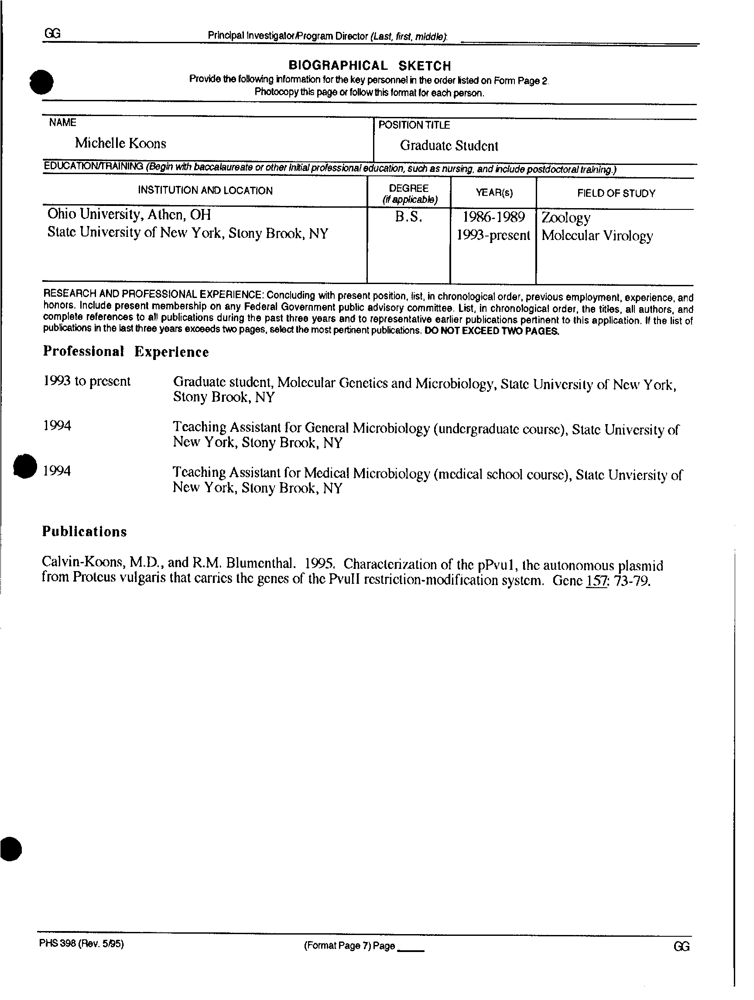 GG
Principal Investigator/Program Director (Last, first, middle):
BIOGRAPHICAL SKETCH
Provide the following information for the key personnel in the order listed on Form Page 2.
Photocopy this page or follow this format for each person.
NAME
POSITION TITLE
Michelle Koons
Graduate Student
EDUCATION/TRAINING (Begin with baccalaureate or other initial professional education, such as nursing, and include postdoctoral training.)
INSTITUTION AND LOCATION
DEGREE
(if applicable)
YEAR(s)
FIELD OF STUDY
Ohio University, Athen, OH
B.S.
1986-1989
Zoology
State University of New York, Stony Brook, NY
1993-present
Molecular Virology
RESEARCH AND PROFESSIONAL EXPERIENCE: Concluding with present position, list, in chronological order, previous employment, experience, and
honors. Include present membership on any Federal Government public advisory committee. List, in chronological order, the titles, all authors, and
complete references to all publications during the past three years and to representative earlier publications pertinent to this application. If the list of
publications in the last three years exceeds two pages, select the most pertinent publications. DO NOT EXCEED TWO PAGES.
Professional Experience
1993 to present
Graduate student, Molecular Genetics and Microbiology, State University of New York,
Stony Brook, NY
1994
Teaching Assistant for General Microbiology (undergraduate course), State University of
New York, Stony Brook, NY
1994
Teaching Assistant for Medical Microbiology (medical school course), State Unviersity of
New York, Stony Brook, NY
Publications
Calvin-Koons, M.D., and R.M. Blumenthal. 1995. Characterization of the pPvu1, the autonomous plasmid
from Proteus vulgaris that carries the genes of the PvuII restriction-modification system. Gene 157: 73-79.
PHS 398 (Rev. 5/95)
(Format Page 7) Page
GG